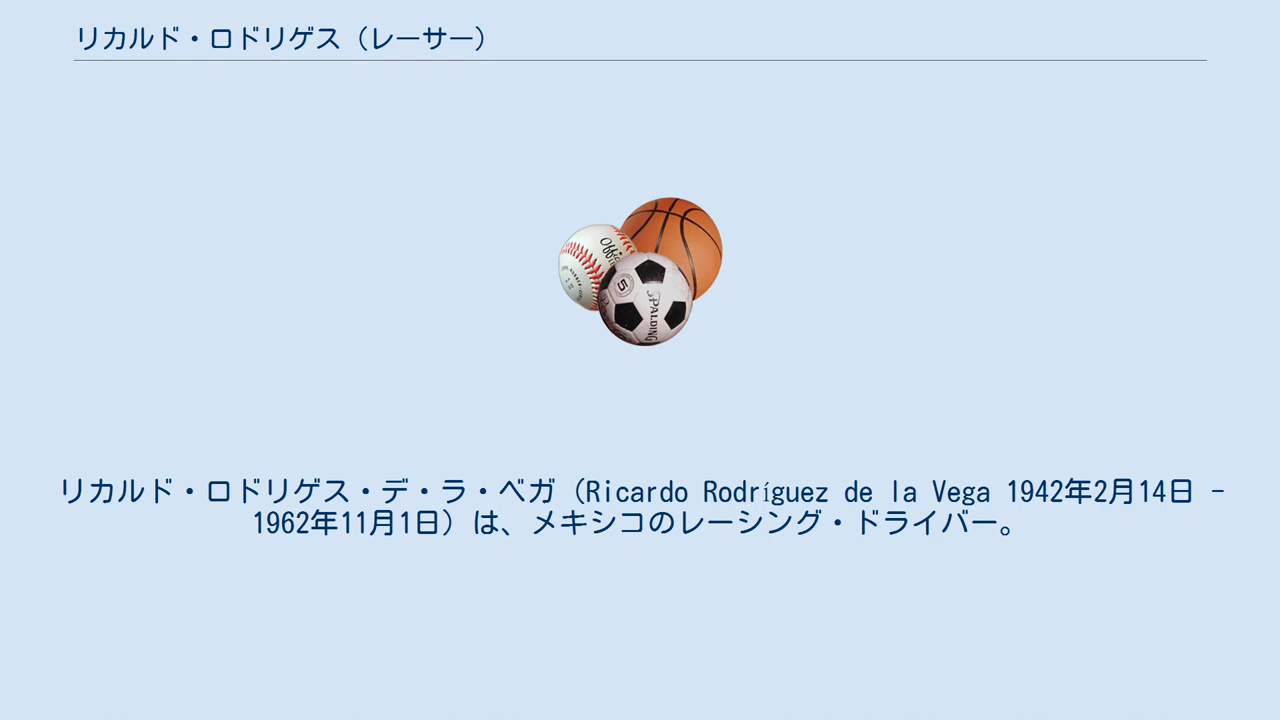 リカルド・ロドリゲス（レーサー）
Offici
5
SPALDING
リカルド・ロドリゲス・デ・ラ・ベガ（Ricardo Rodríguez de la Vega 1942年2月14日 -
1962年11月1日）は、メキシコのレーシング・ドライバー。